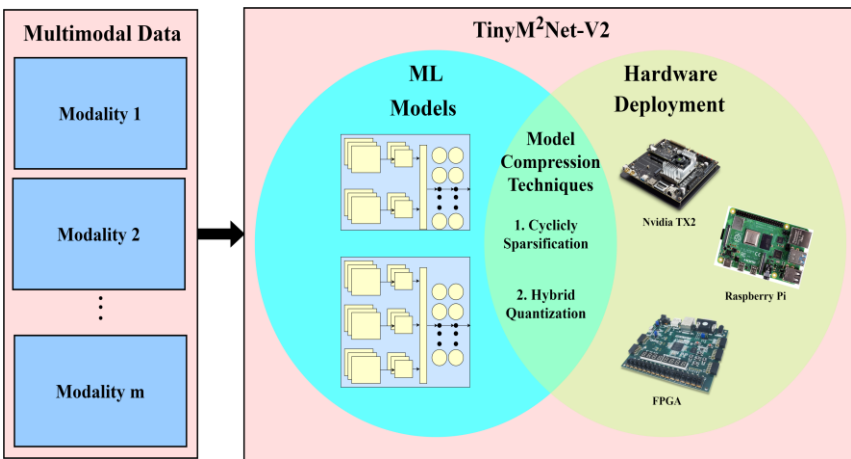 Multimodal Data
Modality 1
Modality 2
Modality m
TinyM²Net-V2
ML
Models
Hardware
Deployment
Model
Compression
Techniques
1. Cyclicly
Sparsification
2. Hybrid
Quantization
Nvidia TX2
Raspberry Pi
FPGA